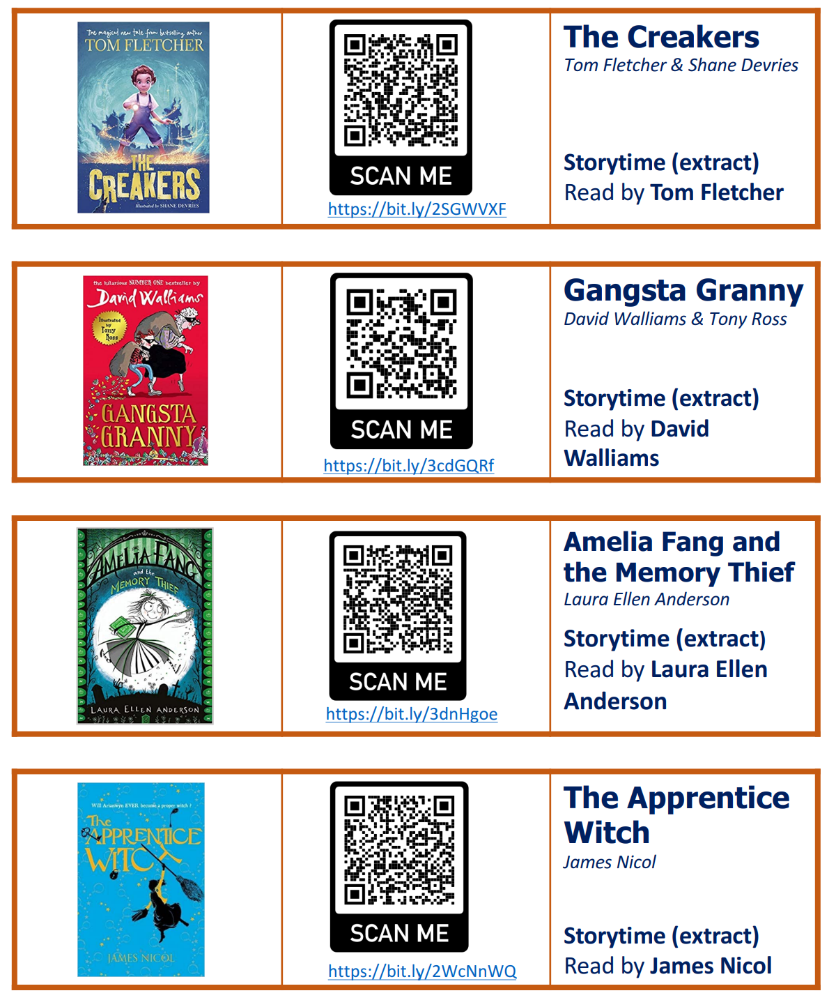 The magical new tale from bestselling author
TOM FLETCHER
THE
CREAKERS
Illustrated by SHANE DEVRIES
SCAN ME
https://bit.ly/2SGWVXF
The Creakers
Tom Fletcher & Shane Devries
Storytime (extract)
Read by Tom Fletcher
the hilarious NUMBER ONE bestseller by
David Walliams
Illustrated
by
Tony
Ross
GANGSTA
GRANNY
SCAN ME
https://bit.ly/3cdGQRf
Gangsta Granny
David Walliams & Tony Ross
Storytime (extract)
Read by David
Walliams
AMELIA FANG
and the
MEMORY THIEF
LAURA ELLEN ANDERSON
SCAN ME
https://bit.ly/3dnHgoe
Amelia Fang and
the Memory Thief
Laura Ellen Anderson
Storytime (extract)
Read by Laura Ellen
Anderson
Will Arianwyn EVER become a proper witch ?
The
APPRENTICE
WITCH
JAMES NICOL
SCAN ME
https://bit.ly/2WcNnWQ
The Apprentice
Witch
James Nicol
Storytime (extract)
Read by James Nicol